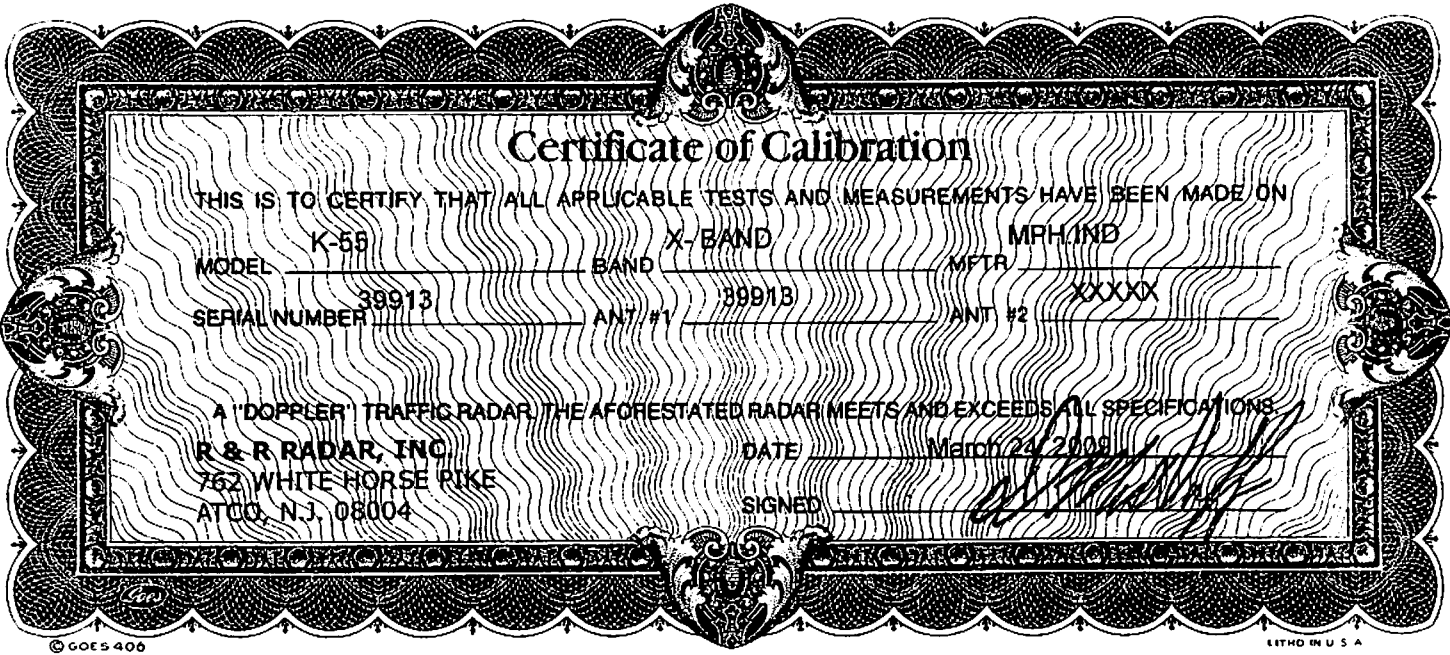 Certificate of Calibration
THIS IS TO CERTIFY THAT ALL APPLICABLE TESTS AND MEASUREMENTS HAVE BEEN MADE ON
MODEL K-55 BAND X-BAND MFTR MPH.IND
SERIAL NUMBER 39913 ANT #1 39913 ANT #2 XXXXX
A "DOPPLER" TRAFFIC RADAR, THE AFORESTATED RADAR MEETS AND EXCEEDS ALL SPECIFICATIONS.
R & R RADAR, INC.
762 WHITE HORSE PIKE
ATCO, N.J. 08004
DATE March 24, 2008
SIGNED
Goes
© GOES 406
LITHO IN U S A